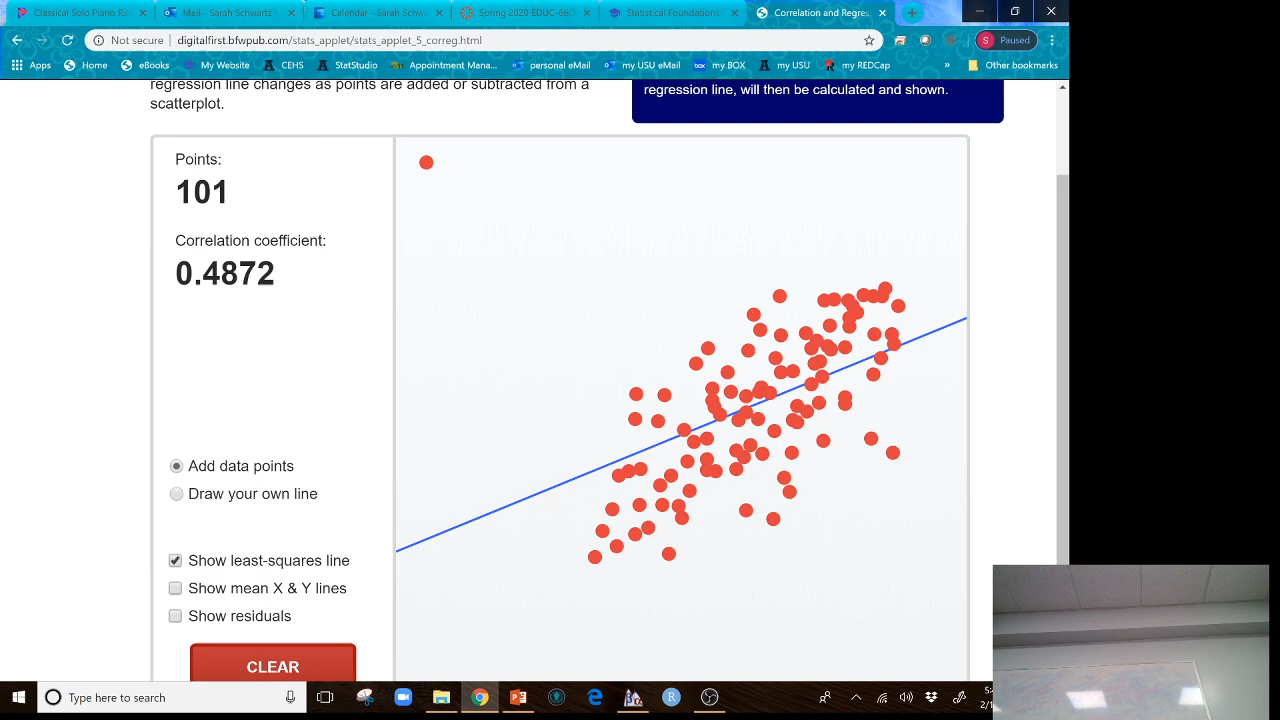 Classical Solo Piano Ra
Mail - Sarah Schwartz
Calendar - Sarah Schw
Spring 2020 EDUC-660
Statistical Foundations
Correlation and Regres
Not secure | digitalfirst.bfwpub.com/stats_applet/stats_applet_5_correg.html
S Paused
Apps Home eBooks My Website CEHS StatStudio Appointment Mana... personal eMail my USU eMail box my BOX my USU my REDCap » Other bookmarks
regression line changes as points are added or subtracted from a
scatterplot.
regression line, will then be calculated and shown.
Points:
101
Correlation coefficient:
0.4872
Add data points
Draw your own line
Show least-squares line
Show mean X & Y lines
Show residuals
CLEAR
Type here to search